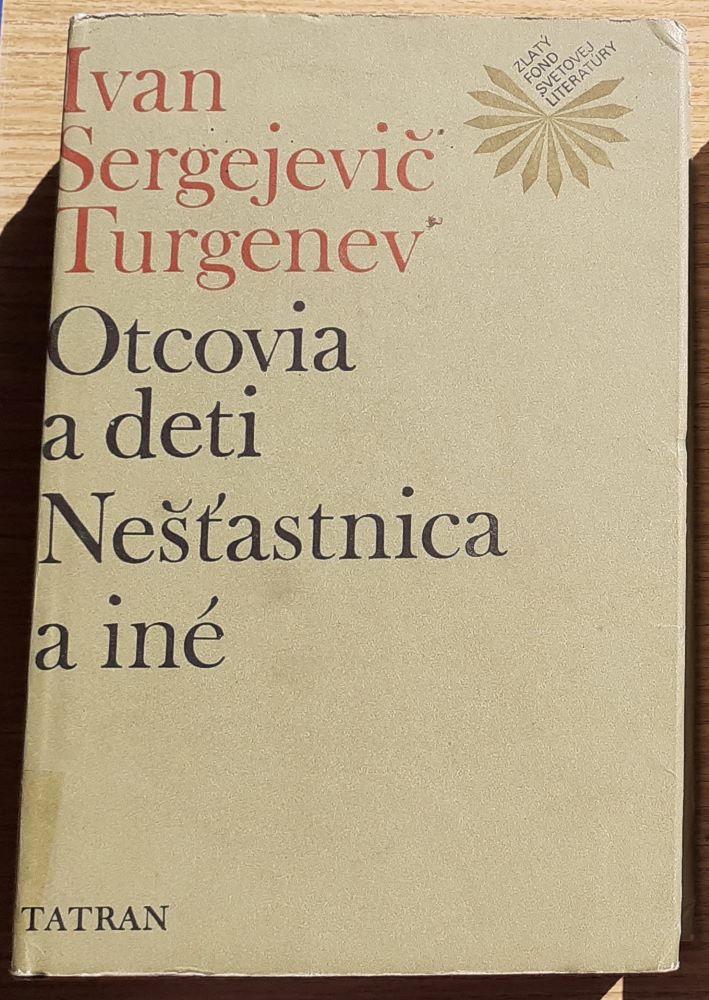 Ivan
Sergejevič
Turgenev
ZLATÝ
FOND
SVETOVEJ
LITERATÚRY
Otcovia
a deti
Nešťastnica
a iné
TATRAN